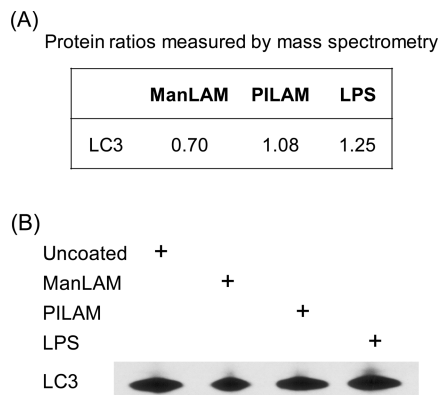 (A)
Protein ratios measured by mass spectrometry
ManLAM PILAM LPS
LC3 0.70 1.08 1.25
(B)
Uncoated +
ManLAM +
PILAM +
LPS +
LC3